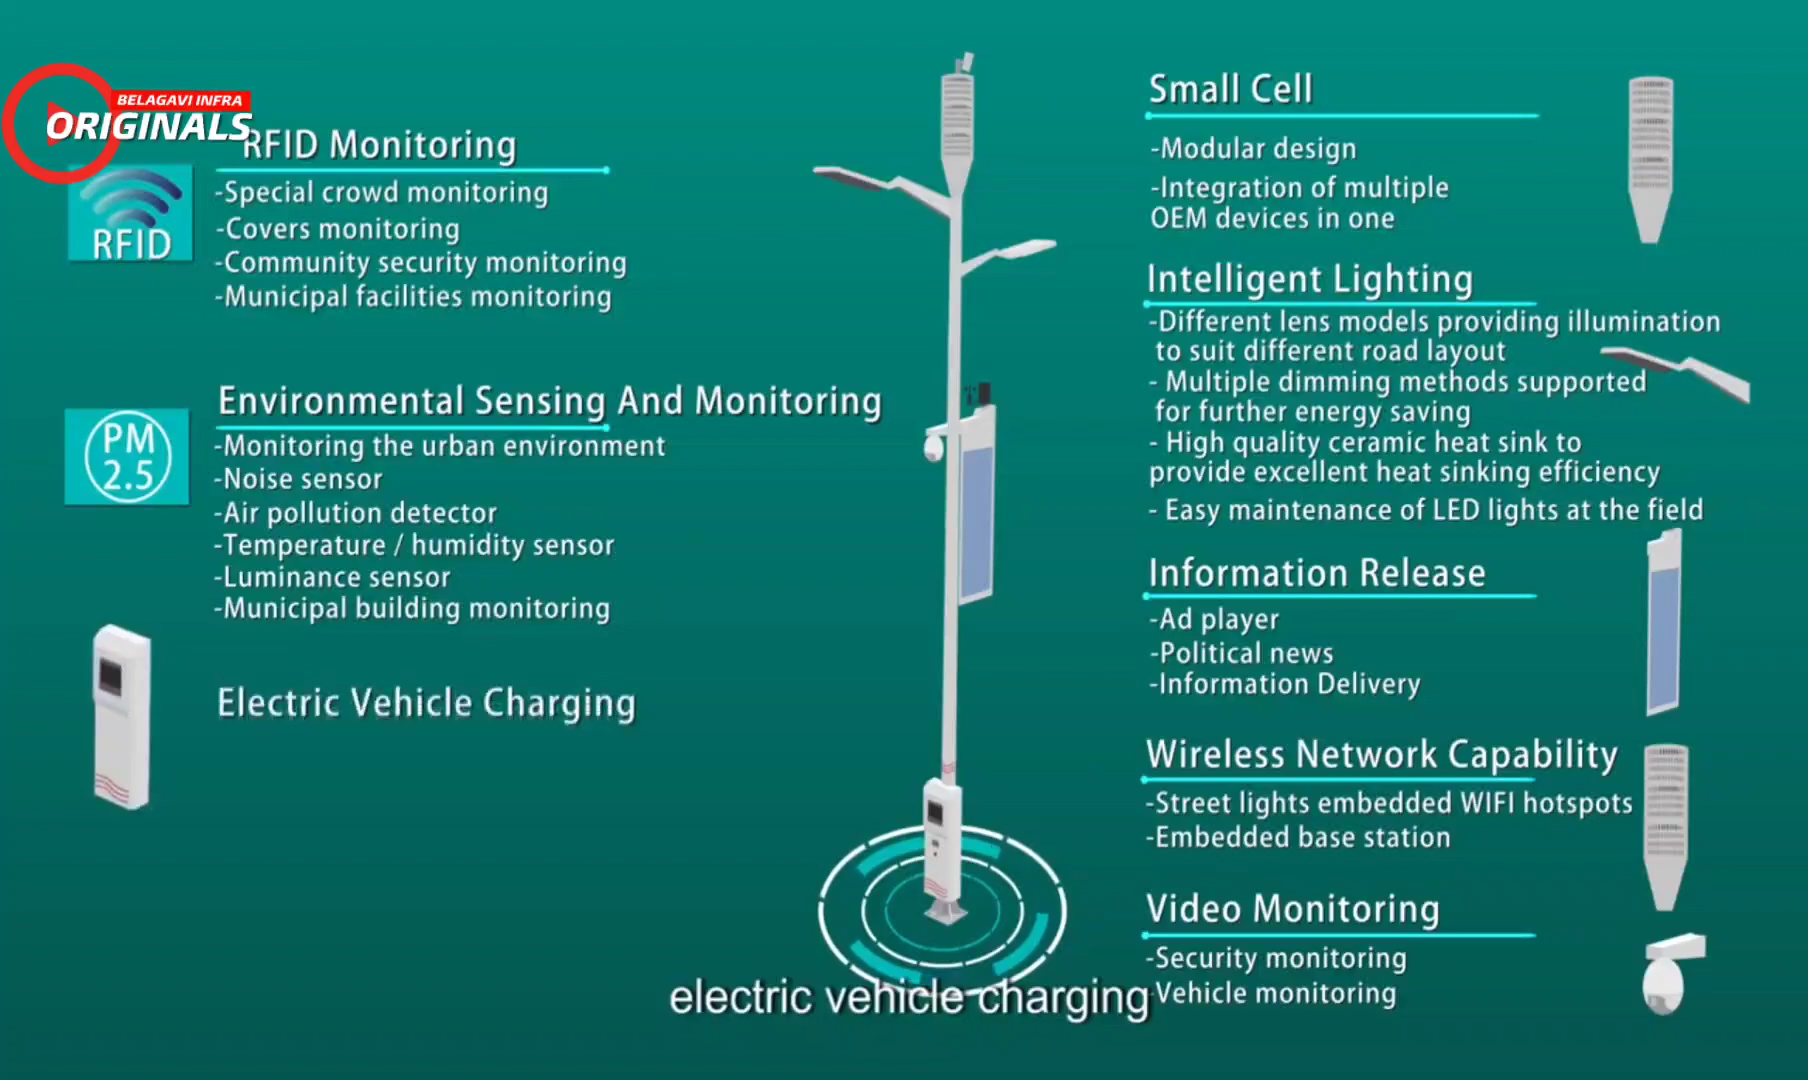 BELAGAVI INFRA
ORIGINALS
RFID Monitoring
RFID
-Special crowd monitoring
-Covers monitoring
-Community security monitoring
-Municipal facilities monitoring
PM
2.5
Environmental Sensing And Monitoring
-Monitoring the urban environment
-Noise sensor
-Air pollution detector
-Temperature / humidity sensor
-Luminance sensor
-Municipal building monitoring
Electric Vehicle Charging
Small Cell
-Modular design
-Integration of multiple
OEM devices in one
Intelligent Lighting
-Different lens models providing illumination
to suit different road layout
- Multiple dimming methods supported
for further energy saving
- High quality ceramic heat sink to
provide excellent heat sinking efficiency
- Easy maintenance of LED lights at the field
Information Release
-Ad player
-Political news
-Information Delivery
Wireless Network Capability
-Street lights embedded WIFI hotspots
-Embedded base station
Video Monitoring
-Security monitoring
-Vehicle monitoring
electric vehicle charging